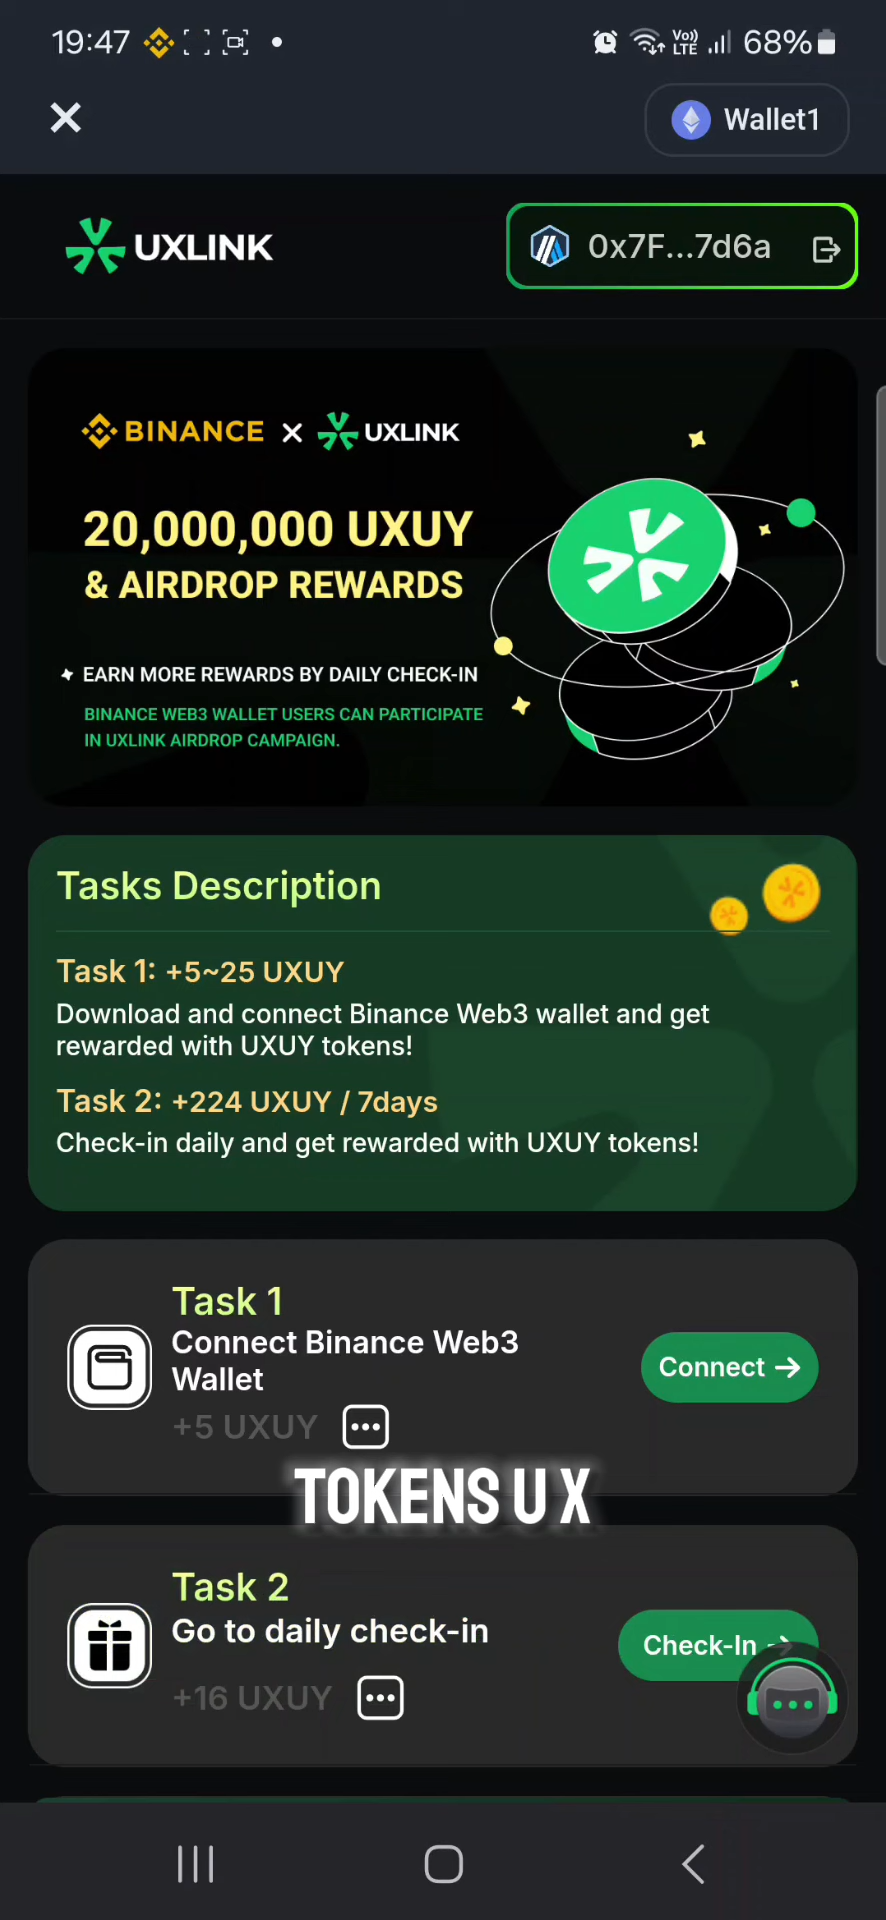 19:47
Vo))
LTE
68%
Wallet1
UXLINK
0x7F...7d6a
BINANCE X UXLINK
20,000,000 UXUY
& AIRDROP REWARDS
EARN MORE REWARDS BY DAILY CHECK-IN
BINANCE WEB3 WALLET USERS CAN PARTICIPATE
IN UXLINK AIRDROP CAMPAIGN.
Tasks Description
Task 1: +5~25 UXUY
Download and connect Binance Web3 wallet and get
rewarded with UXUY tokens!
Task 2: +224 UXUY / 7days
Check-in daily and get rewarded with UXUY tokens!
Task 1
Connect Binance Web3
Wallet
Connect →
+5 UXUY
TOKENS U X
Task 2
Go to daily check-in
Check-In →
+16 UXUY